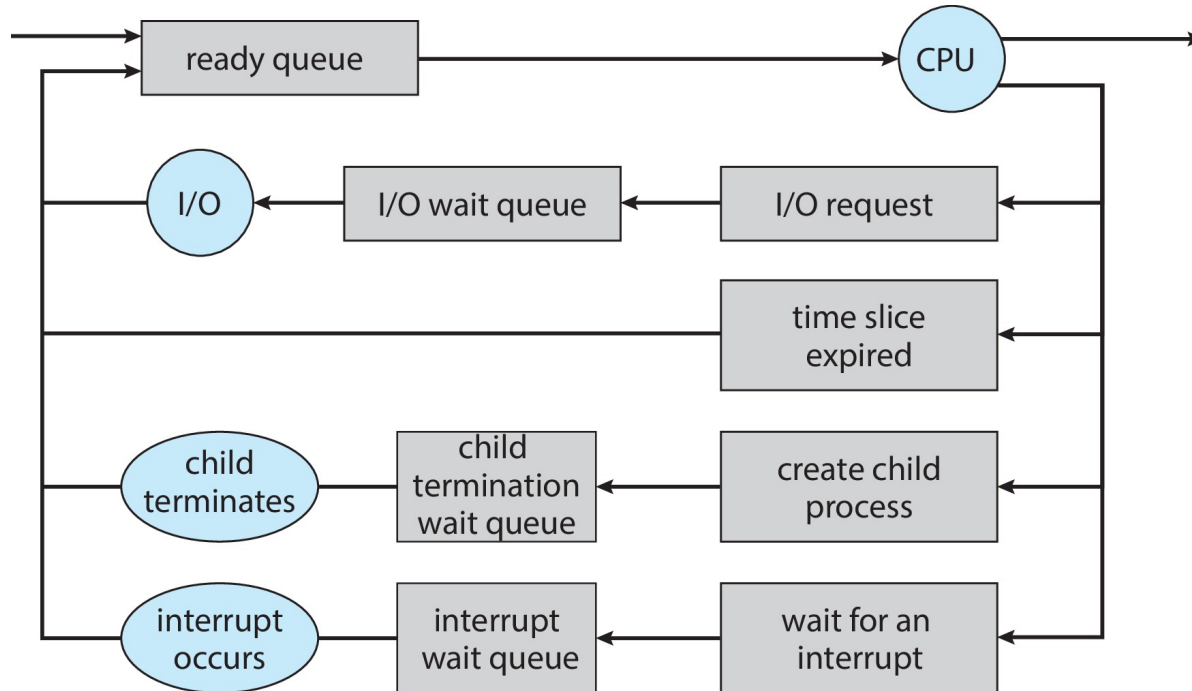 ready queue
CPU
I/O
I/O wait queue
I/O request
time slice
expired
child
terminates
child
termination
wait queue
create child
process
interrupt
occurs
interrupt
wait queue
wait for an
interrupt